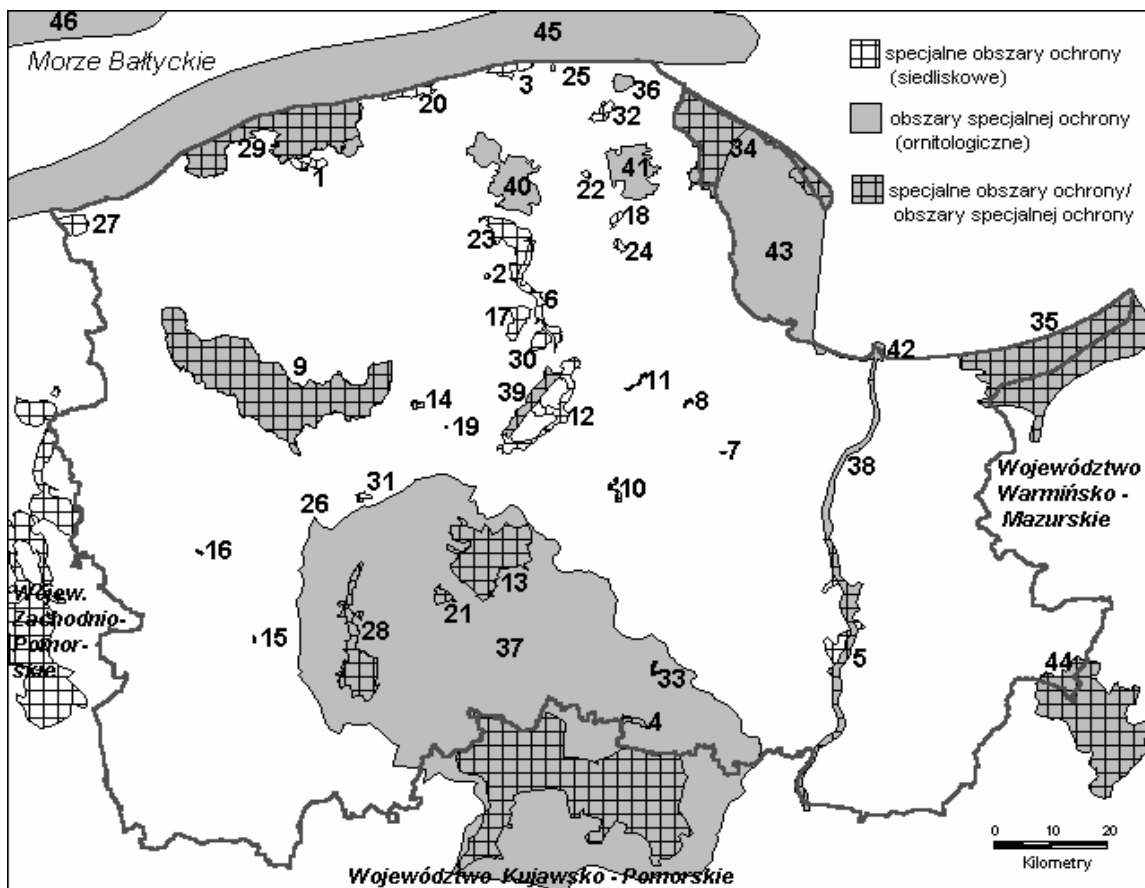 46
45
Morze Bałtyckie
specjalne obszary ochrony
(siedliskowe)
obszary specjalnej ochrony
(ornitologiczne)
specjalne obszary ochrony/
obszary specjalnej ochrony
3
25
36
20
32
29
1
34
41
40
22
18
27
23
24
43
2
6
17
30
35
42
9
11
39
14
8
12
19
7
38
10
31
26
Województwo
Warmińsko -
Mazurskie
16
13
21
Wojew.
Zachodnio-
Pomor-
skie
15
28
37
5
33
44
4
0 10 20
Kilometry
Województwo Kujawsko - Pomorskie